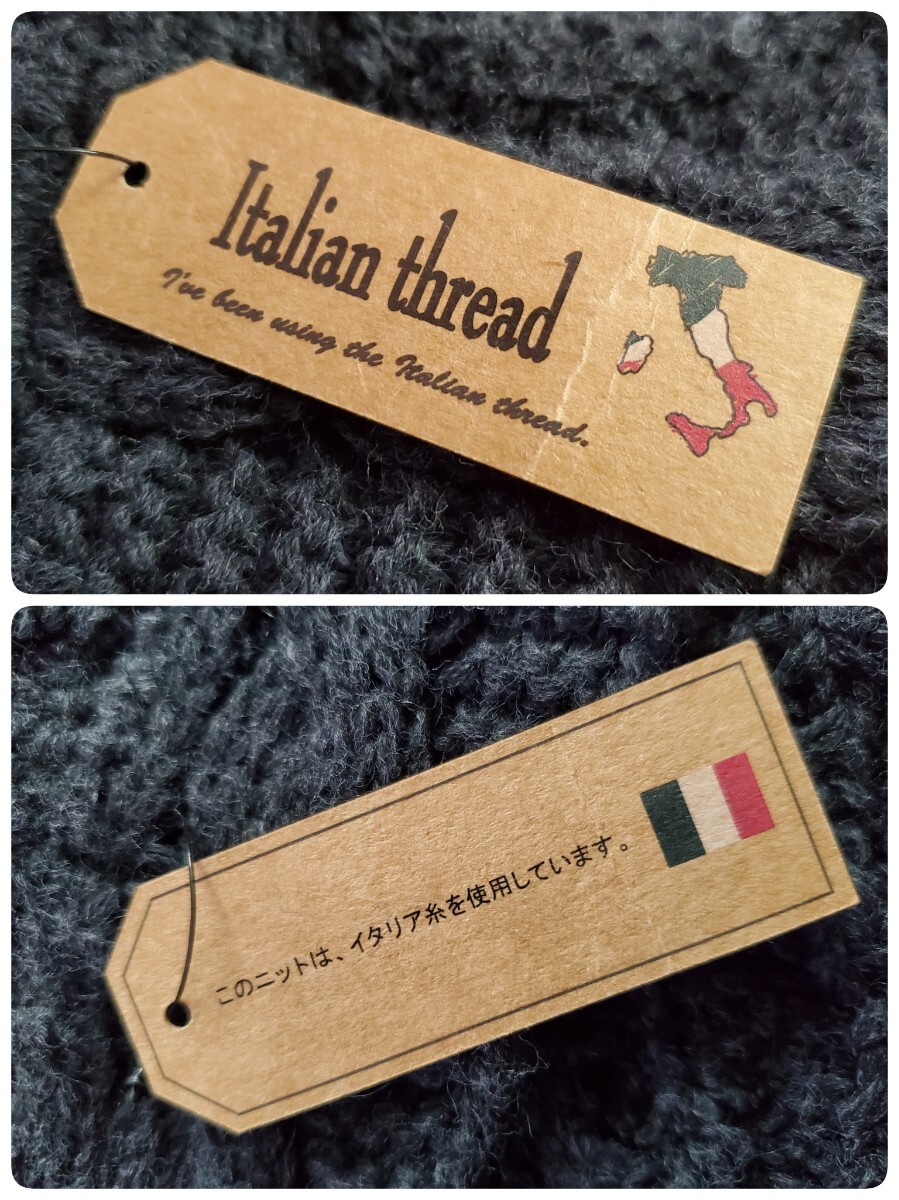 Italian thread
I've been using the Italian thread.
このニットは、イタリア糸を使用しています。